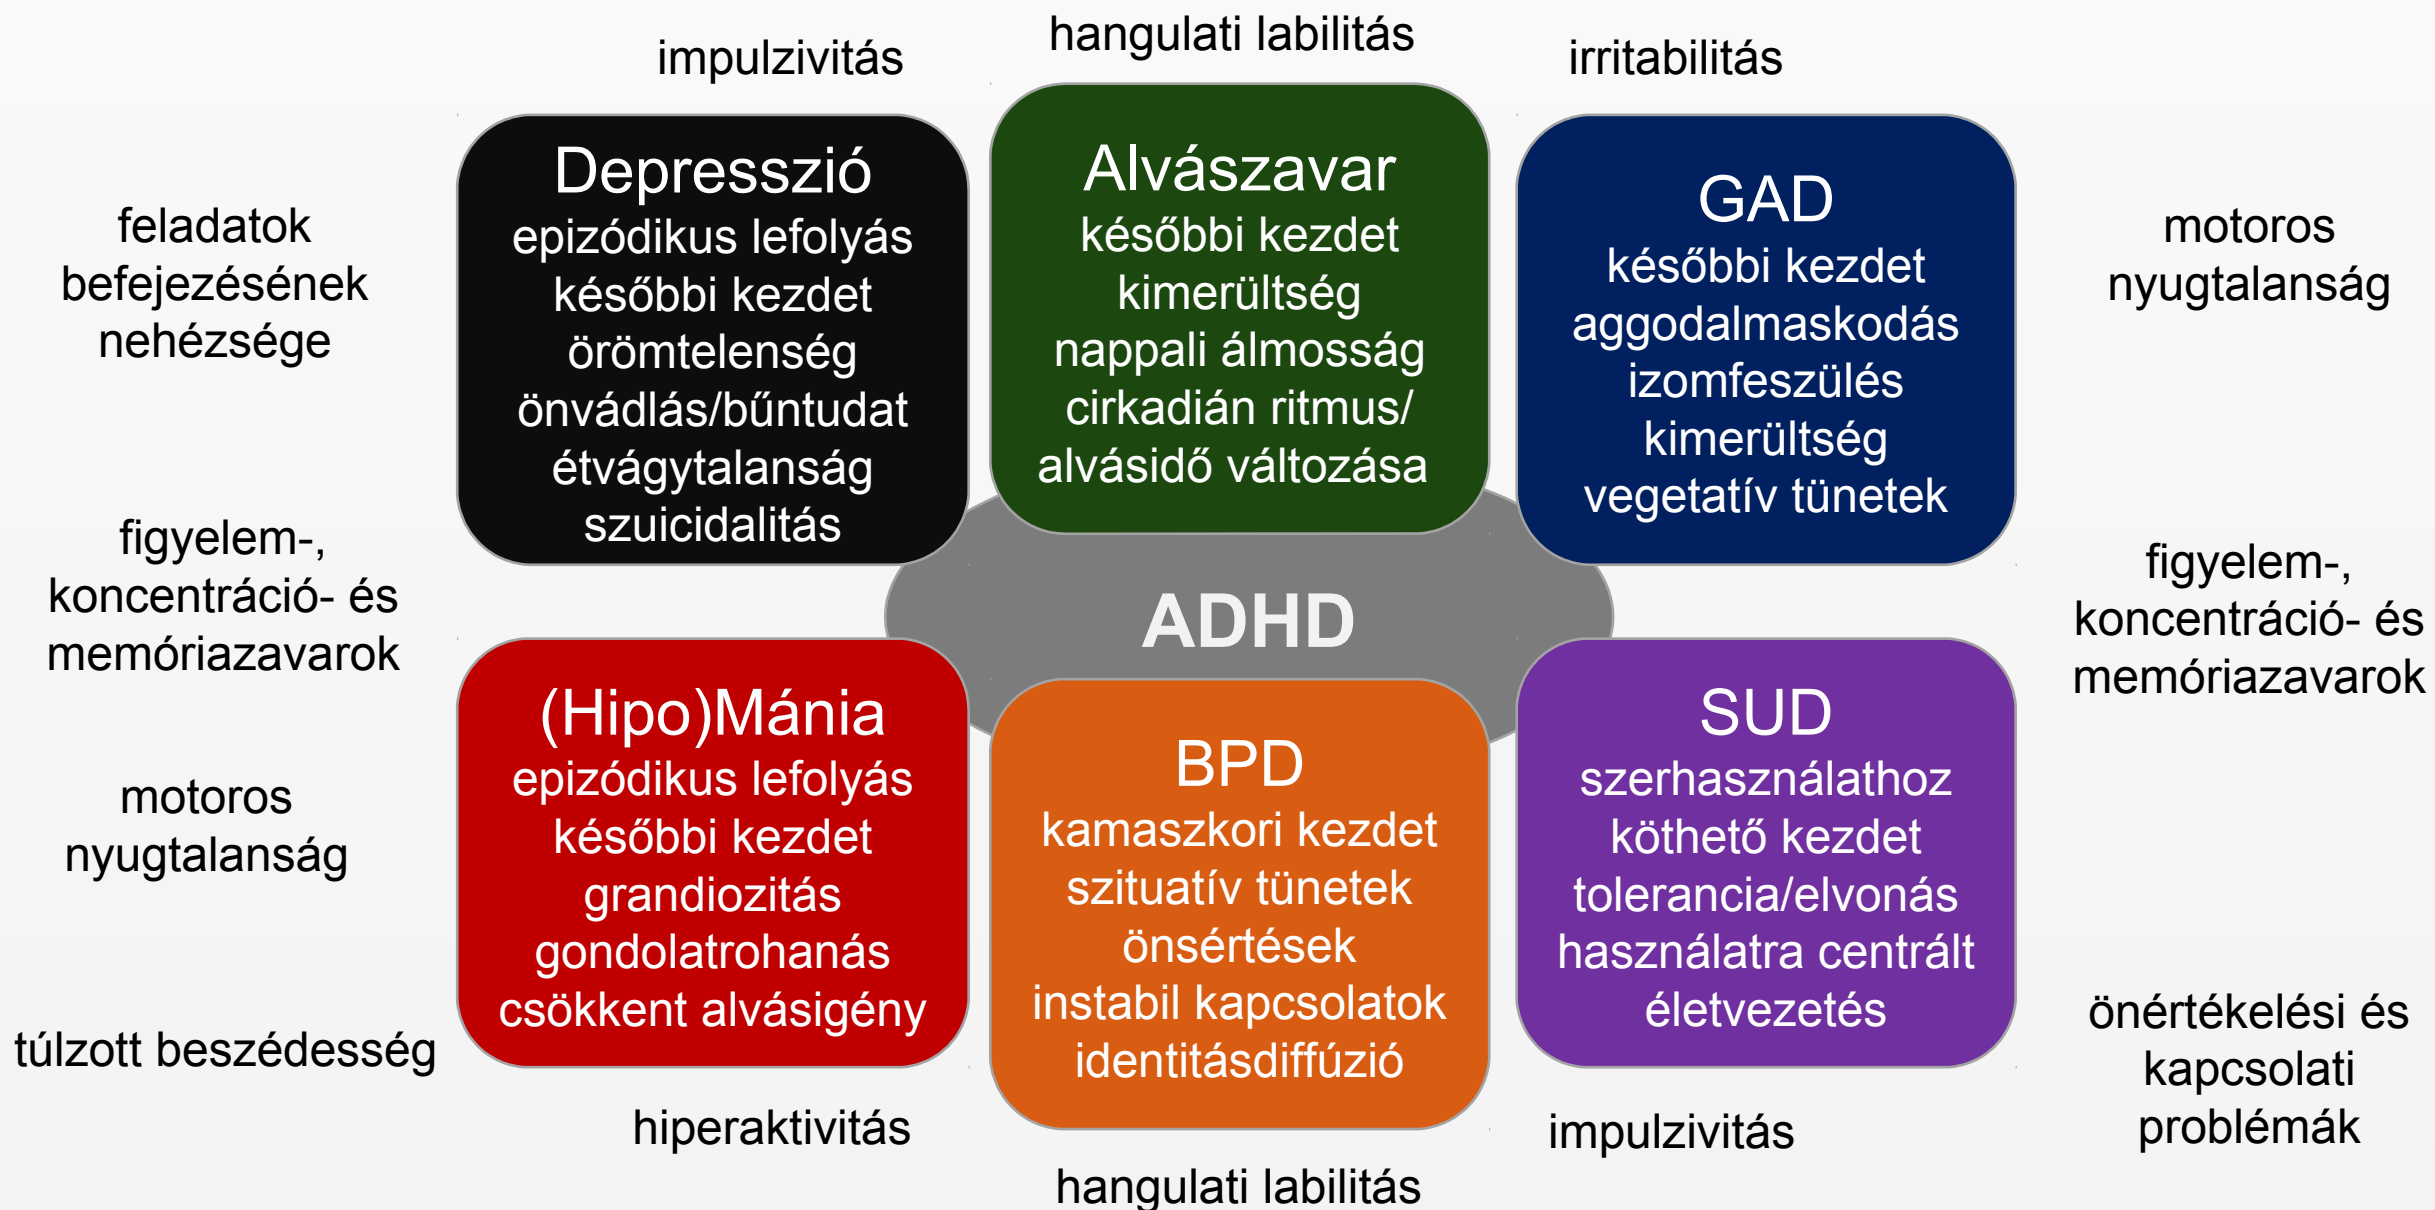 impulzivitás
hangulati labilitás
irritabilitás
feladatok
befejezésének
nehézsége
figyelem-,
koncentráció- és
memóriazavarok
motoros
nyugtalanság
túlzott beszédesség
Depresszió
epizódikus lefolyás
későbbi kezdet
örömtelenség
önvádlás/bűntudat
étvágytalanság
szuicidalitás
Alvászavar
későbbi kezdet
kimerültség
nappali álmosság
cirkadián ritmus/
alvásidő változása
GAD
későbbi kezdet
aggodalmaskodás
izomfeszülés
kimerültség
vegetatív tünetek
ADHD
(Hipo)Mánia
epizódikus lefolyás
későbbi kezdet
grandiozitás
gondolatrohanás
csökkent alvásigény
BPD
kamaszkori kezdet
szituatív tünetek
önsértések
instabil kapcsolatok
identitásdiffúzió
SUD
szerhasználathoz
köthető kezdet
tolerancia/elvonás
használatra centrált
életvezetés
motoros
nyugtalanság
figyelem-,
koncentráció- és
memóriazavarok
önértékelési és
kapcsolati
problémák
hiperaktivitás
hangulati labilitás
impulzivitás